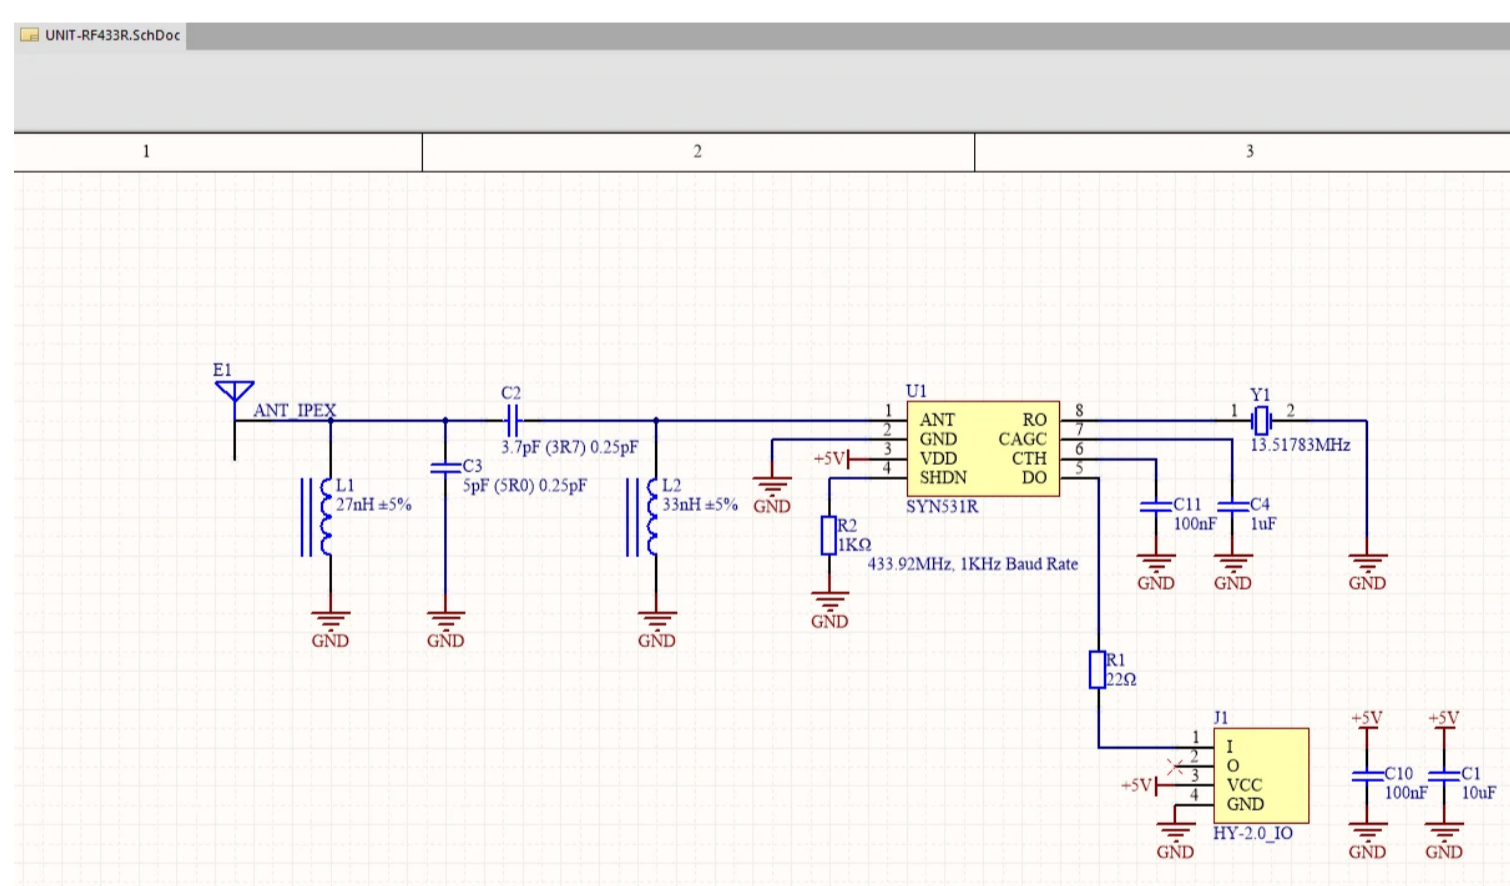 UNIT-RF433R.SchDoc
1 2 3
E1
ANT_IPEX
C2
3.7pF (3R7) 0.25pF
C3
5pF (5R0) 0.25pF
L1
27nH ±5%
GND
GND
L2
33nH ±5%
GND
GND
+5V
R2
1KΩ
GND
U1
1 ANT RO 8
2 GND CAGC 7
3 VDD CTH 6
4 SHDN DO 5
SYN531R
433.92MHz, 1KHz Baud Rate
Y1
1 2
13.51783MHz
C11
100nF
C4
1uF
GND GND GND
R1
22Ω
J1
1 I
2 O
+5V 3 VCC
4 GND
GND
HY-2.0_IO
+5V +5V
C10
100nF
C1
10uF
GND GND